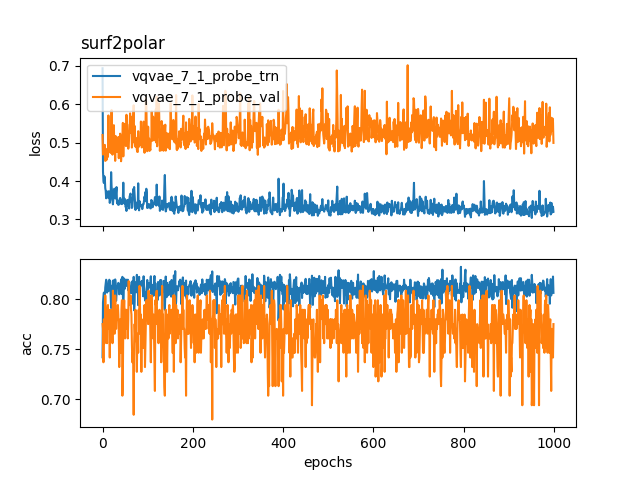 surf2polar
vqvae_7_1_probe_trn
vqvae_7_1_probe_val
loss
0.7
0.6
0.5
0.4
0.3
acc
0.80
0.75
0.70
0 200 400 600 800 1000
epochs